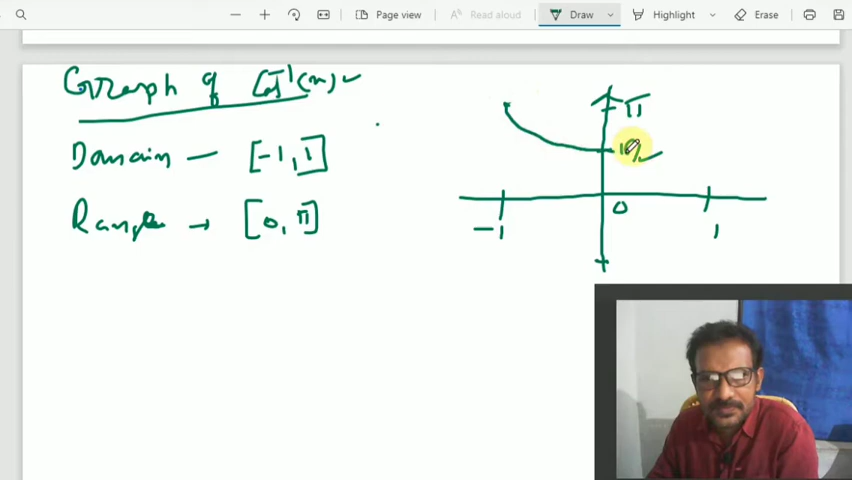 Page view
Read aloud
Draw
Highlight
Erase
Graph of Cos⁻¹(x)
Domain — [-1, 1]
Range → [0, π]
π
π/2
0
-1
1